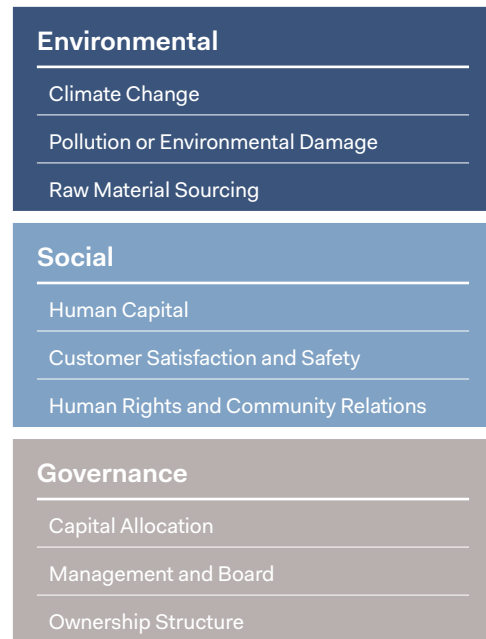 Environmental
Climate Change
Pollution or Environmental Damage
Raw Material Sourcing
Social
Human Capital
Customer Satisfaction and Safety
Human Rights and Community Relations
Governance
Capital Allocation
Management and Board
Ownership Structure